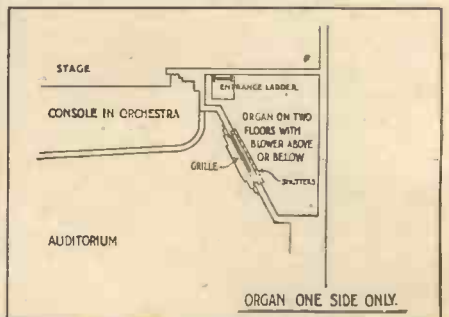 STAGE
ENTRANCE LADDER
CONSOLE IN ORCHESTRA
ORGAN ON TWO
FLOORS WITH
BLOWER ABOVE
OR BELOW
GRILLE
SHUTTERS
AUDITORIUM
ORGAN ONE SIDE ONLY.